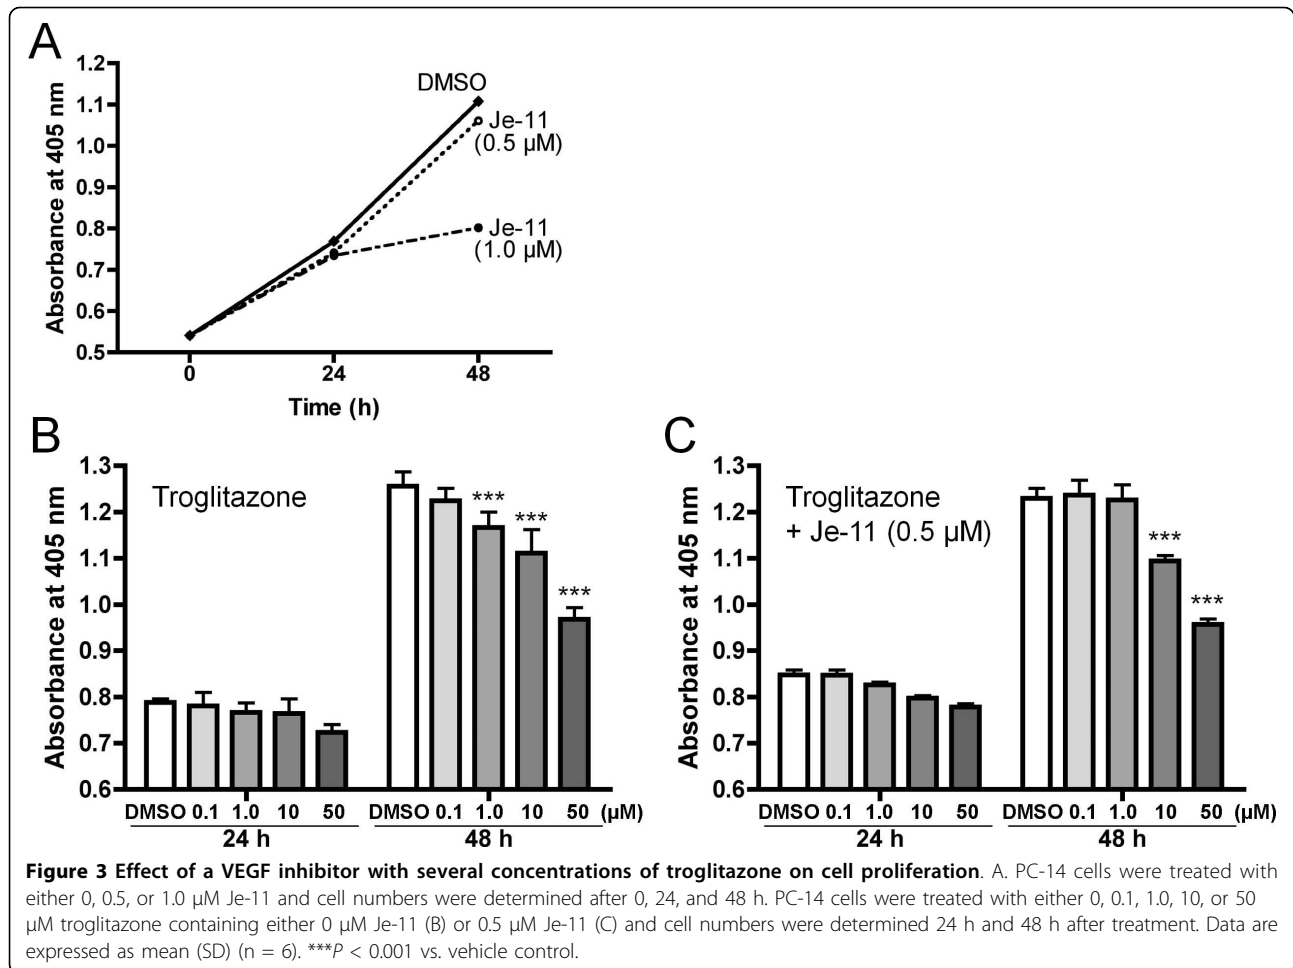 A
1.2
1.1
1.0
0.9
0.8
0.7
0.6
0.5
Absorbance at 405 nm
DMSO
Je-11
(0.5 µM)
Je-11
(1.0 µM)
0 24 48
Time (h)
B
1.3
1.2
1.1
1.0
0.9
0.8
0.7
0.6
Absorbance at 405 nm
Troglitazone
*** *** ***
DMSO 0.1 1.0 10 50 DMSO 0.1 1.0 10 50 (µM)
24 h 48 h
C
1.3
1.2
1.1
1.0
0.9
0.8
0.7
0.6
Absorbance at 405 nm
Troglitazone
+ Je-11 (0.5 µM)
*** ***
DMSO 0.1 1.0 10 50 DMSO 0.1 1.0 10 50 (µM)
24 h 48 h
Figure 3 Effect of a VEGF inhibitor with several concentrations of troglitazone on cell proliferation. A. PC-14 cells were treated with
either 0, 0.5, or 1.0 µM Je-11 and cell numbers were determined after 0, 24, and 48 h. PC-14 cells were treated with either 0, 0.1, 1.0, 10, or 50
µM troglitazone containing either 0 µM Je-11 (B) or 0.5 µM Je-11 (C) and cell numbers were determined 24 h and 48 h after treatment. Data are
expressed as mean (SD) (n = 6). ***P < 0.001 vs. vehicle control.